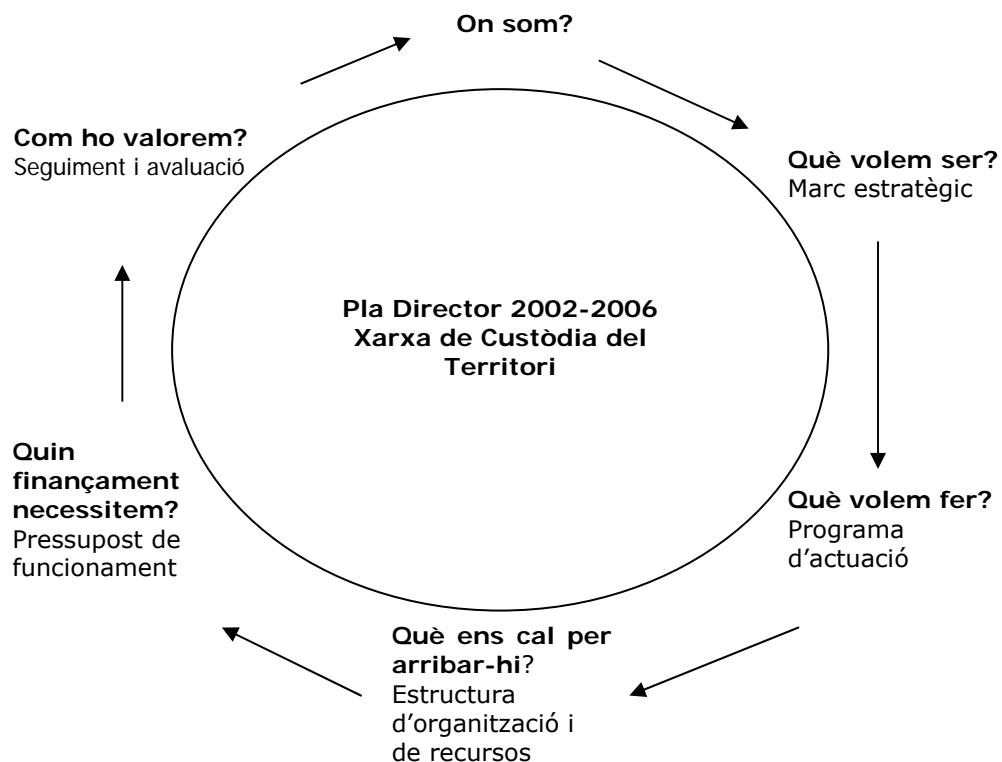 On som?
Com ho valorem?
Seguiment i avaluació
Què volem ser?
Marc estratègic
Pla Director 2002-2006
Xarxa de Custòdia del
Territori
Quin
finançament
necessitem?
Pressupost de
funcionament
Què volem fer?
Programa
d’actuació
Què ens cal per
arribar-hi?
Estructura
d’organització i
de recursos